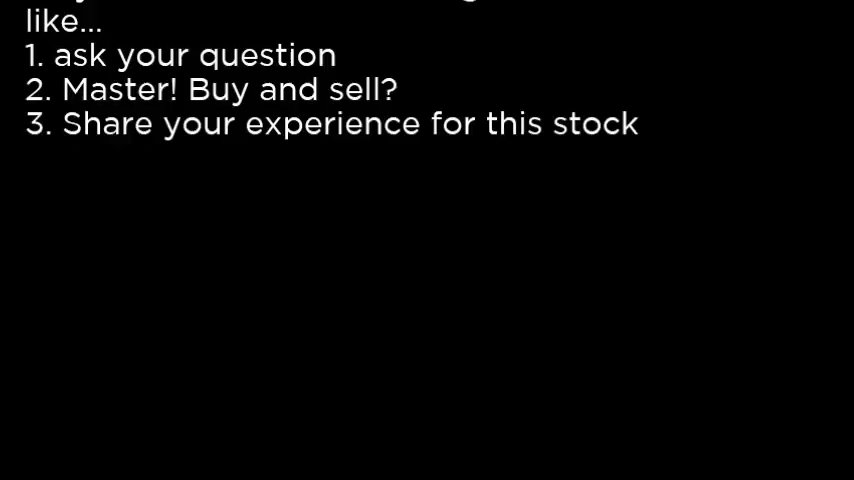 like...
1. ask your question
2. Master! Buy and sell?
3. Share your experience for this stock